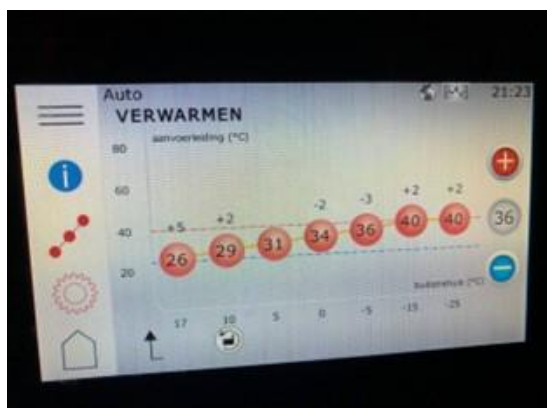 Auto 21:23
VERWARMEN
aanvoerleiding (°C)
80
60
40
20
+5 +2 -2 -3 +2 +2
26 29 31 34 36 40 40
36
buitenlucht (°C)
17 10 5 0 -5 -15 -25